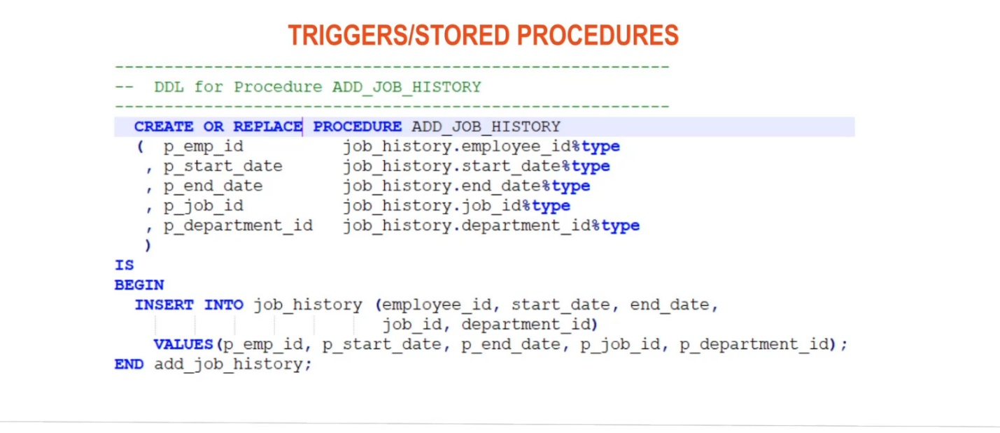 TRIGGERS/STORED PROCEDURES
--------------------------------------------------------
--  DDL for Procedure ADD_JOB_HISTORY
--------------------------------------------------------
  CREATE OR REPLACE PROCEDURE ADD_JOB_HISTORY
  (  p_emp_id          job_history.employee_id%type
   , p_start_date      job_history.start_date%type
   , p_end_date        job_history.end_date%type
   , p_job_id          job_history.job_id%type
   , p_department_id   job_history.department_id%type
   )
IS
BEGIN
  INSERT INTO job_history (employee_id, start_date, end_date,
                           job_id, department_id)
    VALUES(p_emp_id, p_start_date, p_end_date, p_job_id, p_department_id);
END add_job_history;